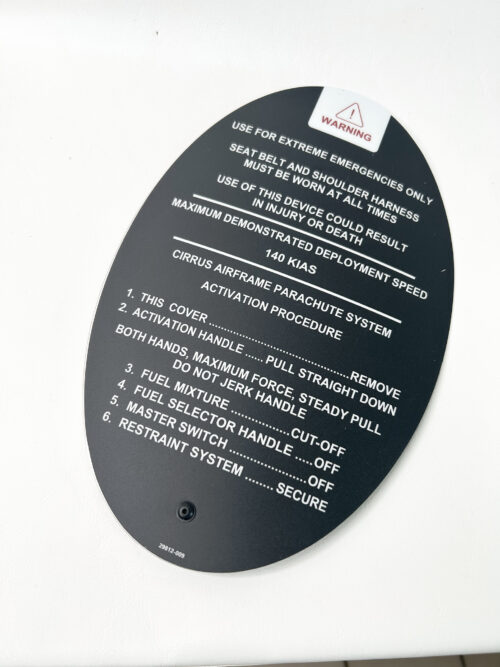 WARNING
USE FOR EXTREME EMERGENCIES ONLY
SEAT BELT AND SHOULDER HARNESS
MUST BE WORN AT ALL TIMES
USE OF THIS DEVICE COULD RESULT
IN INJURY OR DEATH
MAXIMUM DEMONSTRATED DEPLOYMENT SPEED
140 KIAS
CIRRUS AIRFRAME PARACHUTE SYSTEM
ACTIVATION PROCEDURE
1. THIS COVER..............................REMOVE
2. ACTIVATION HANDLE ..... PULL STRAIGHT DOWN
BOTH HANDS, MAXIMUM FORCE, STEADY PULL
DO NOT JERK HANDLE
3. FUEL MIXTURE ..............CUT-OFF
4. FUEL SELECTOR HANDLE ....OFF
5. MASTER SWITCH ..................OFF
6. RESTRAINT SYSTEM ....... SECURE
29812-009